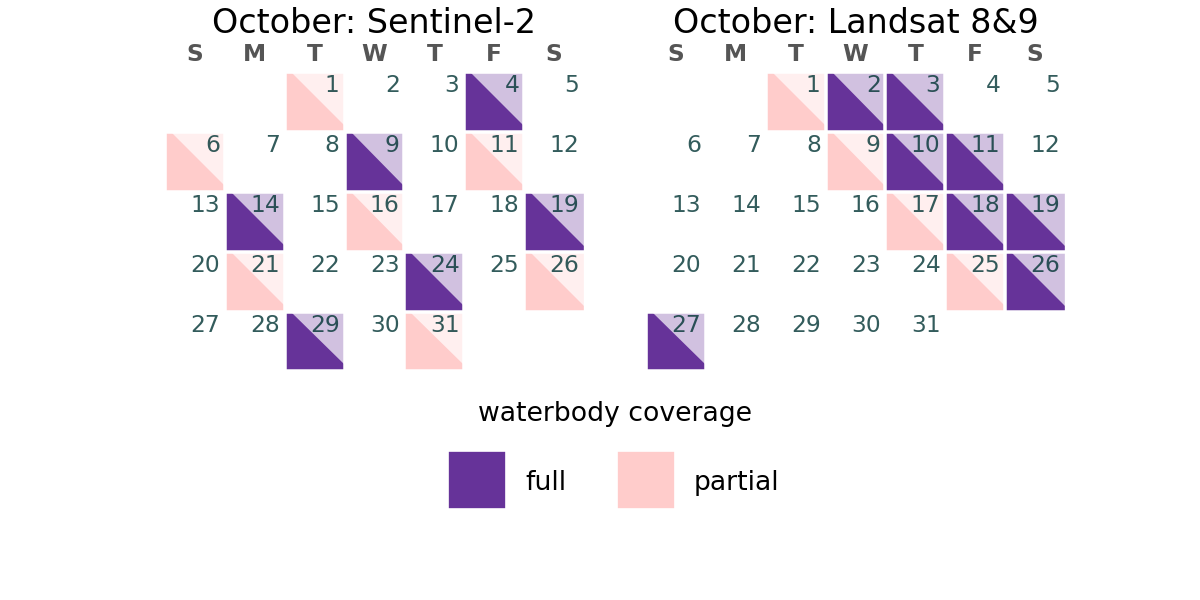 October: Sentinel-2
S M T W T F S
1 2 3 4 5
6 7 8 9 10 11 12
13 14 15 16 17 18 19
20 21 22 23 24 25 26
27 28 29 30 31
October: Landsat 8&9
S M T W T F S
1 2 3 4 5
6 7 8 9 10 11 12
13 14 15 16 17 18 19
20 21 22 23 24 25 26
27 28 29 30 31
waterbody coverage
full partial